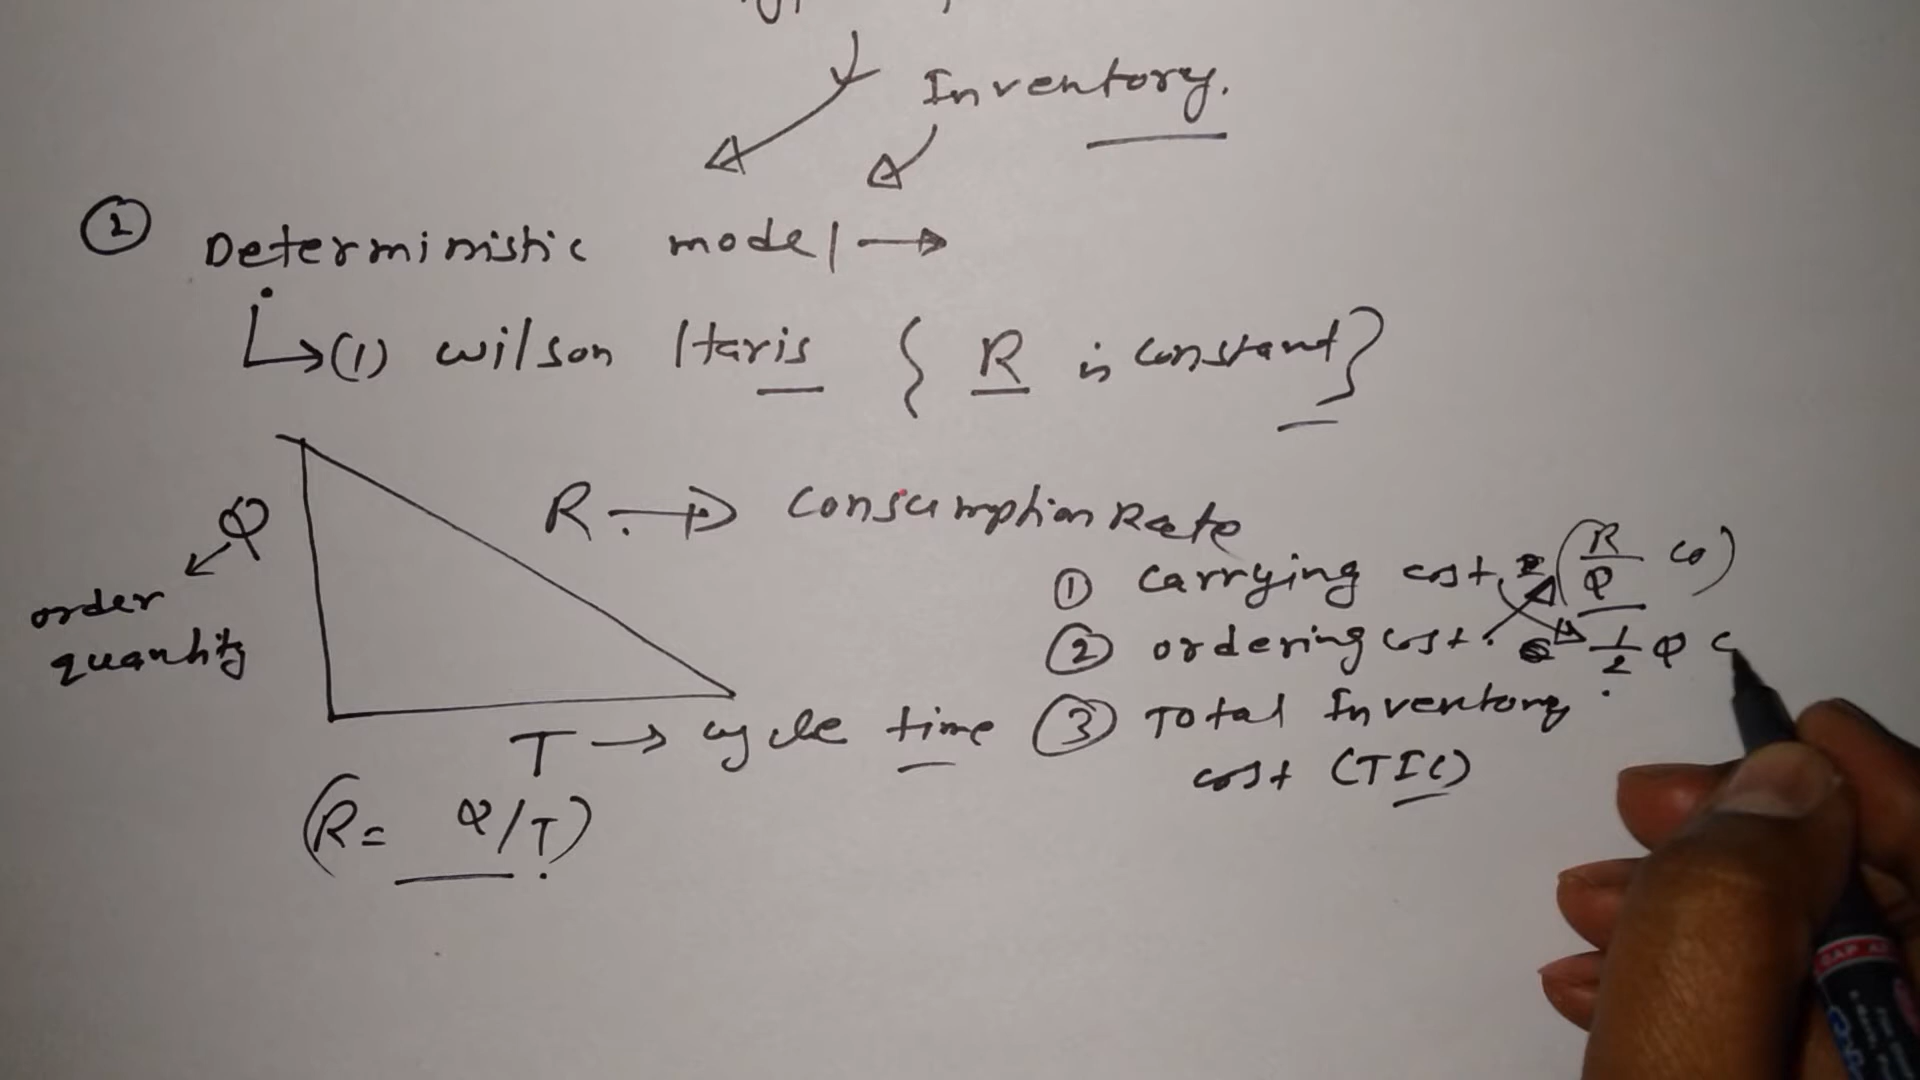 Inventory.
② Deterministic model →
(1) wilson Haris { R is constant }
Q
R → Consumption Rate
order
quantity
① Carrying cost (R/Q Co)
② ordering cost 1/2 Q C
③ Total Inventory
cost (TIC)
T → cycle time
(R = Q/T)